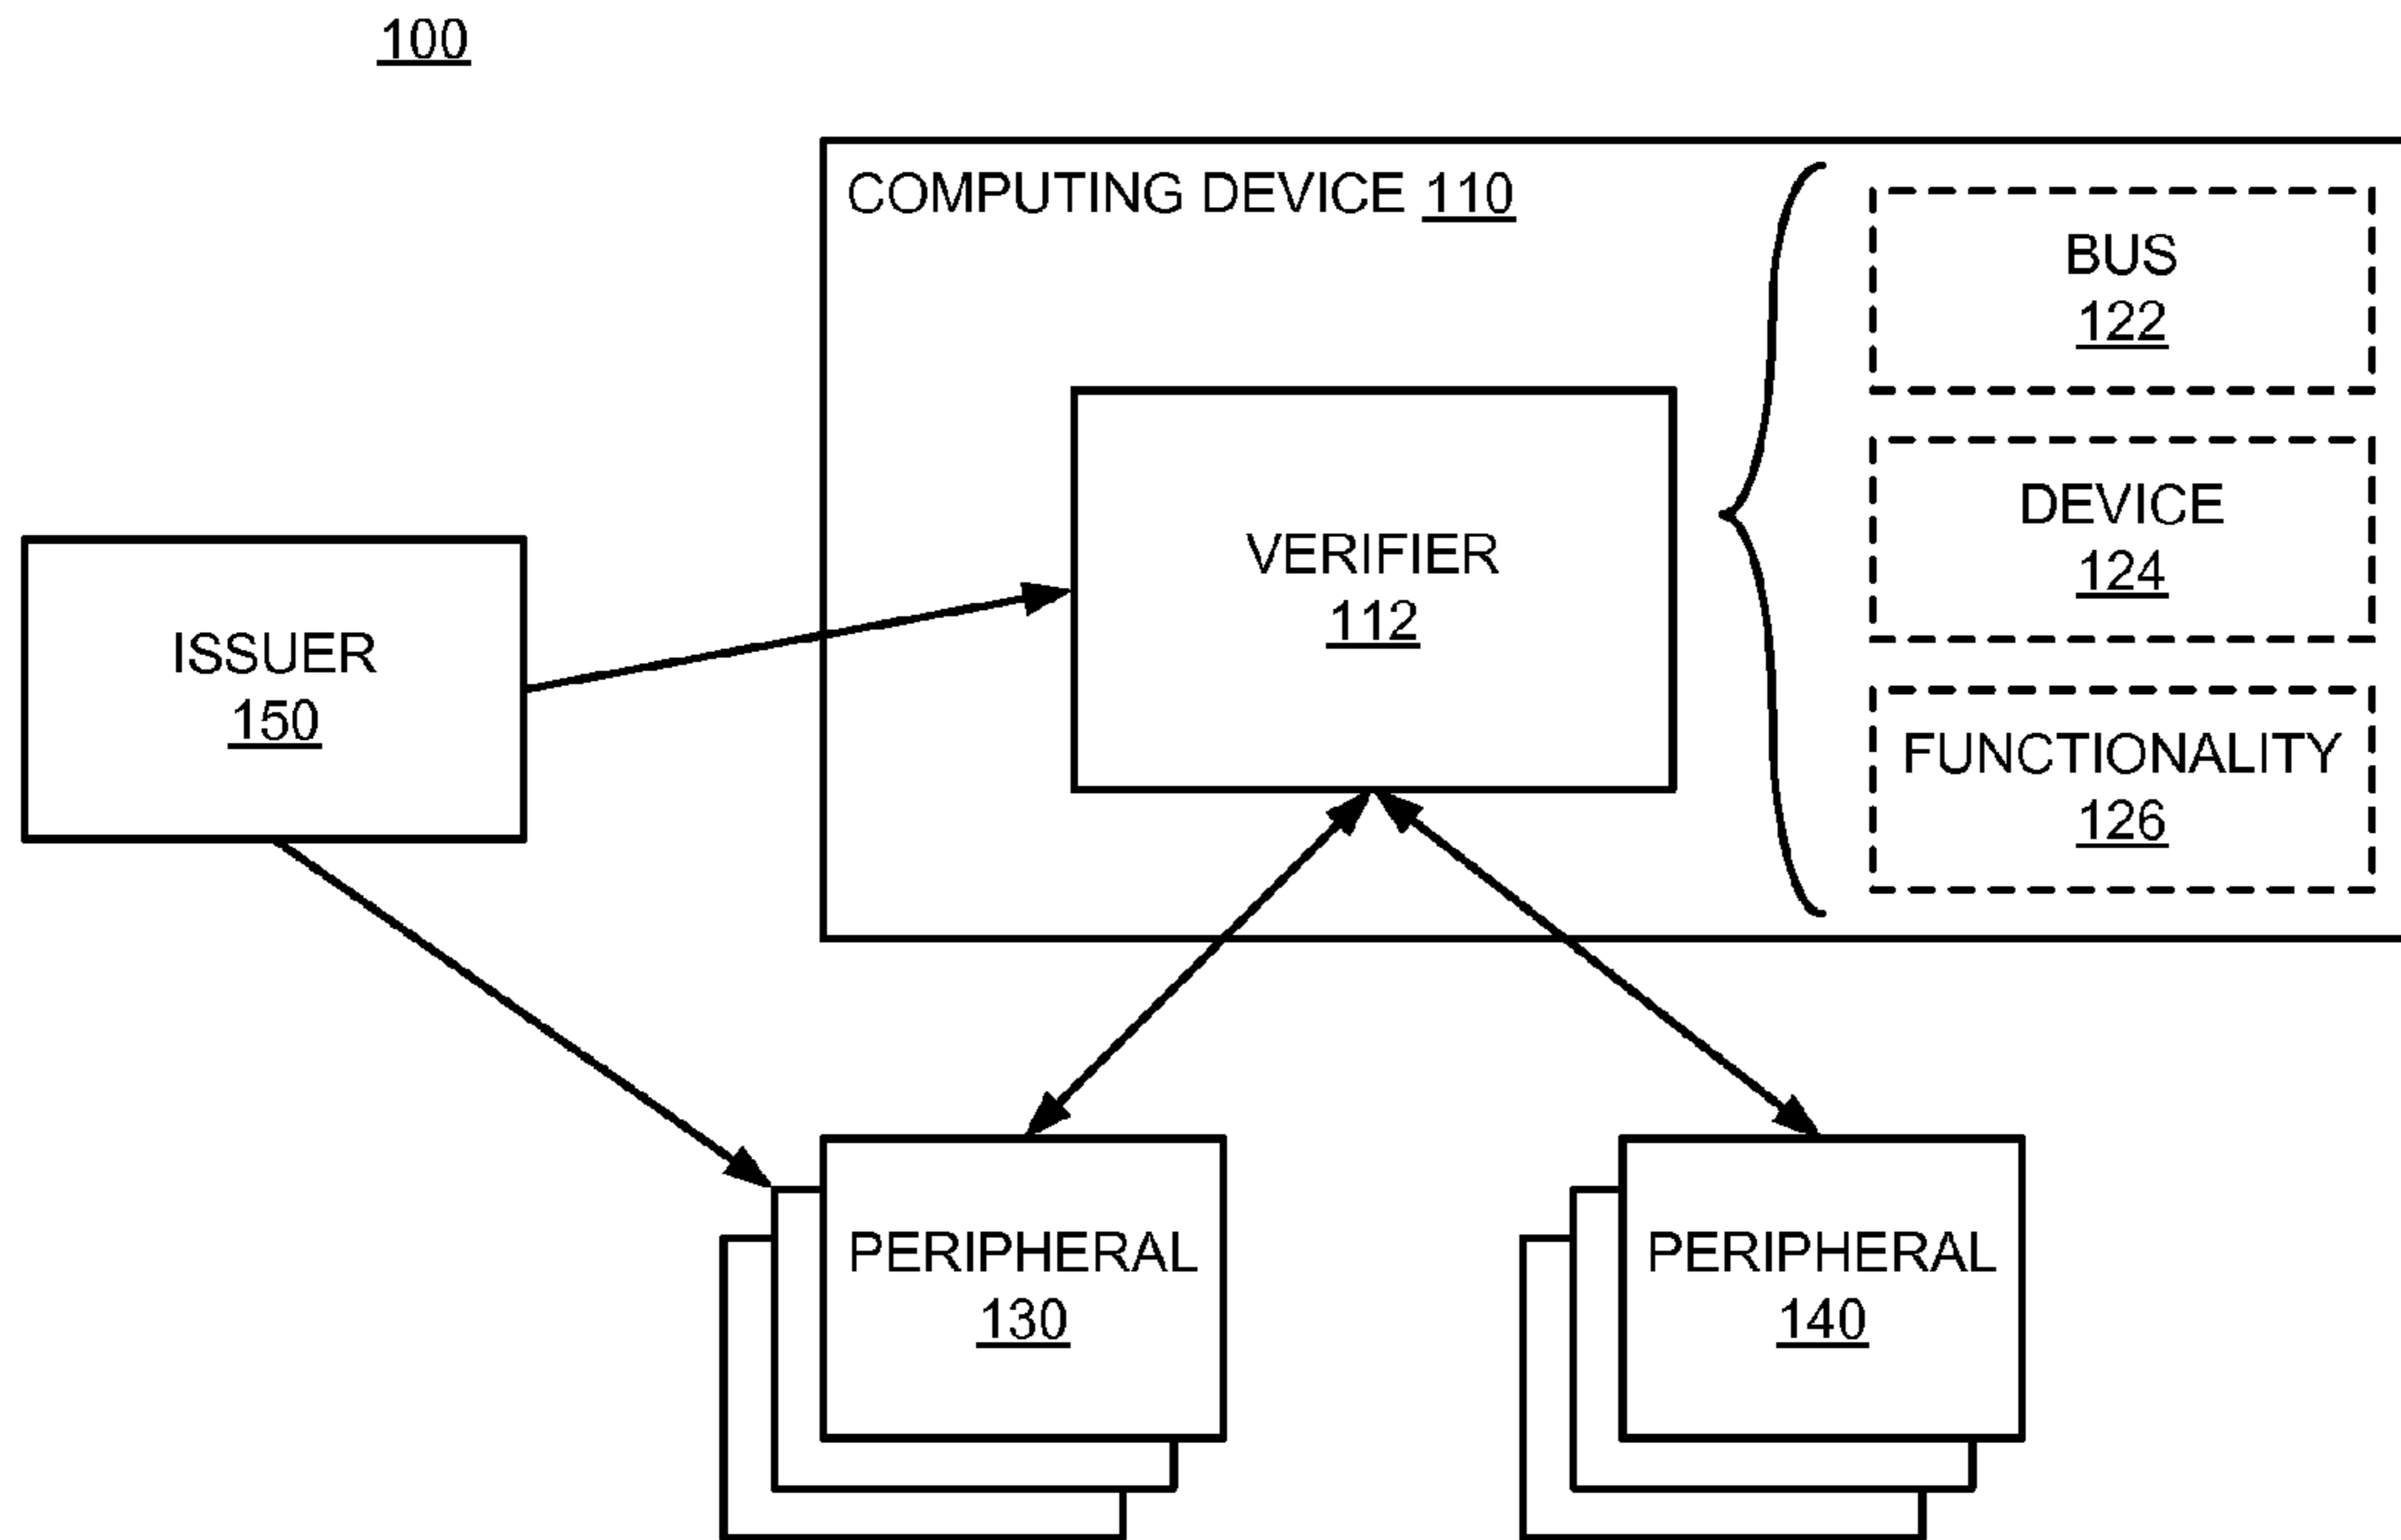 100
COMPUTING DEVICE 110
BUS
122
DEVICE
124
VERIFIER
112
FUNCTIONALITY
126
ISSUER
150
PERIPHERAL
130
PERIPHERAL
140